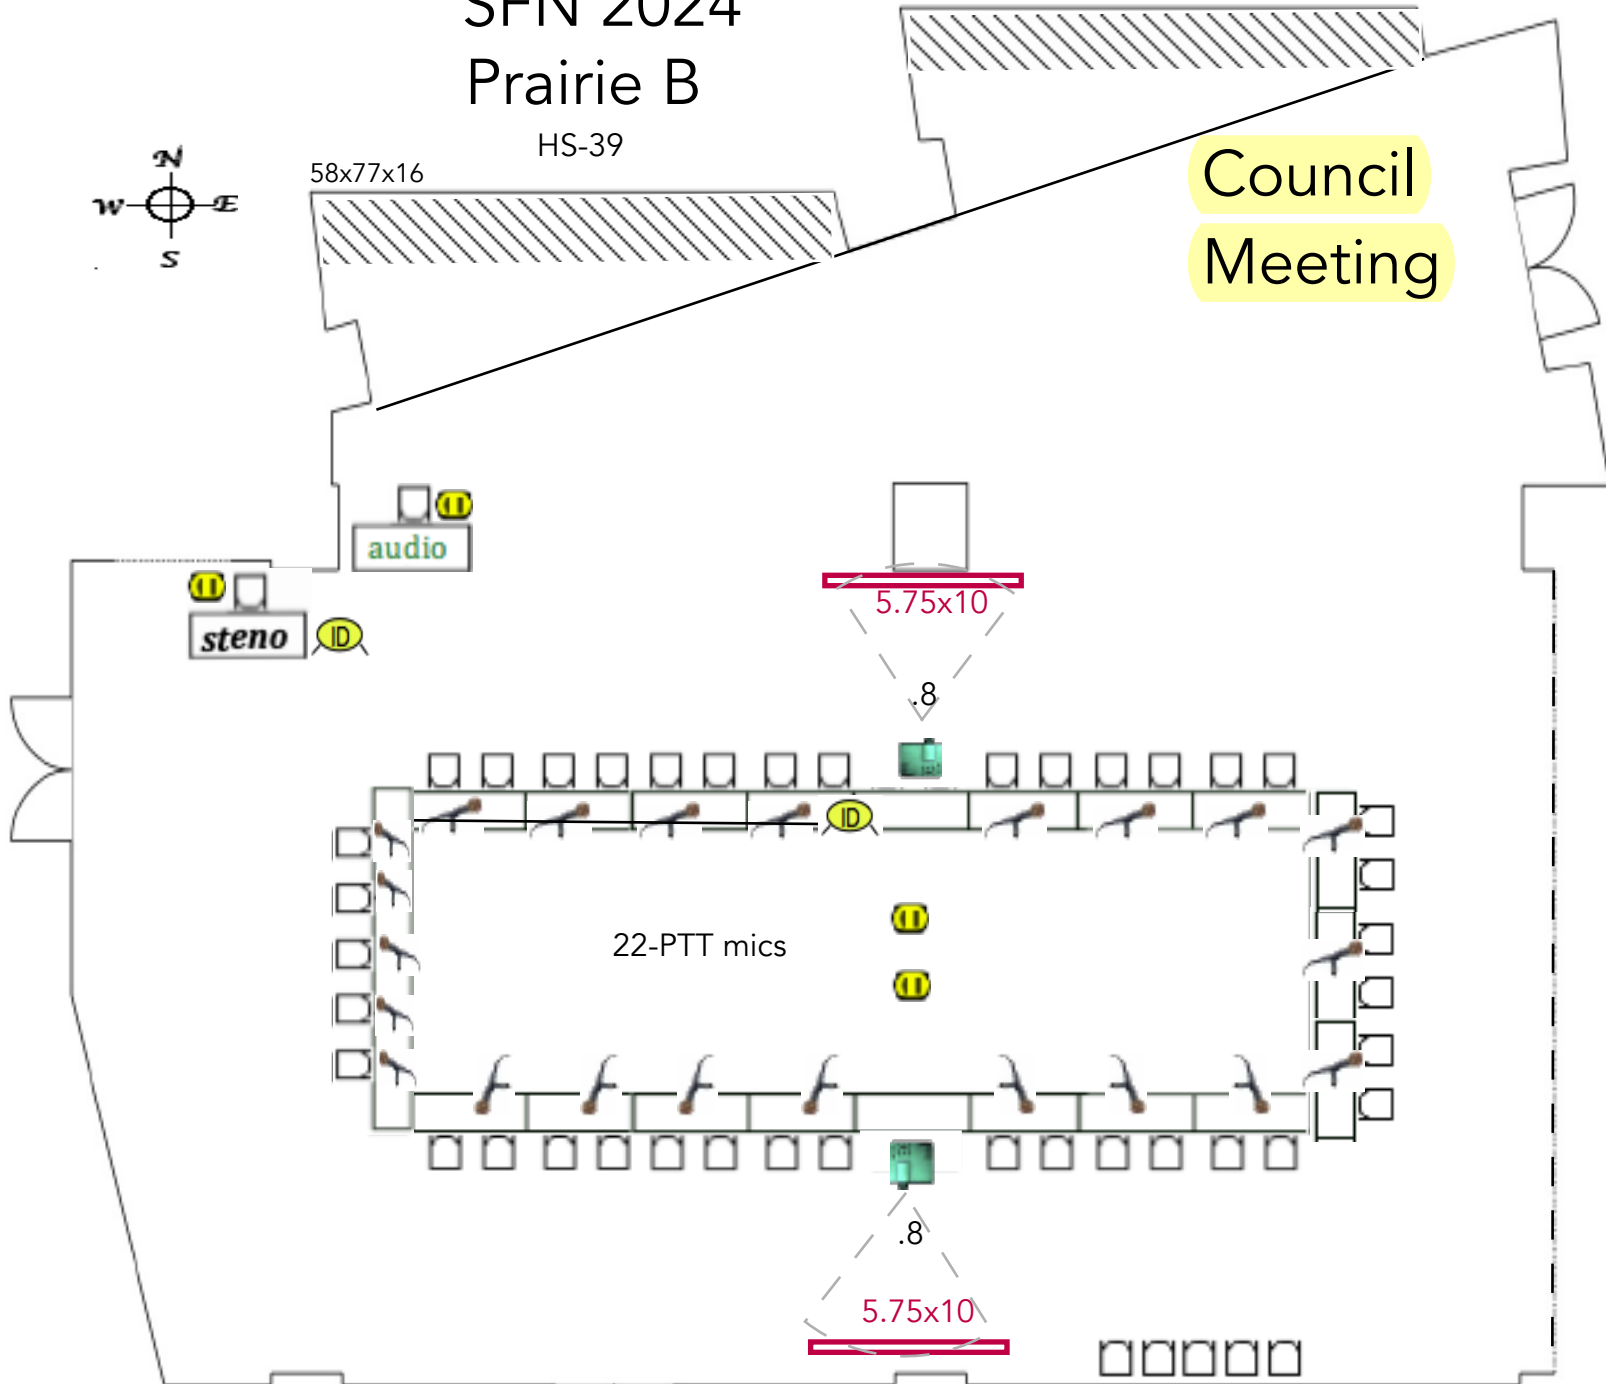 SFN 2024
Prairie B
HS-39
58x77x16
N
W E
S
Council
Meeting
audio
5.75x10
steno
ID
.8
ID
22-PTT mics
.8
5.75x10